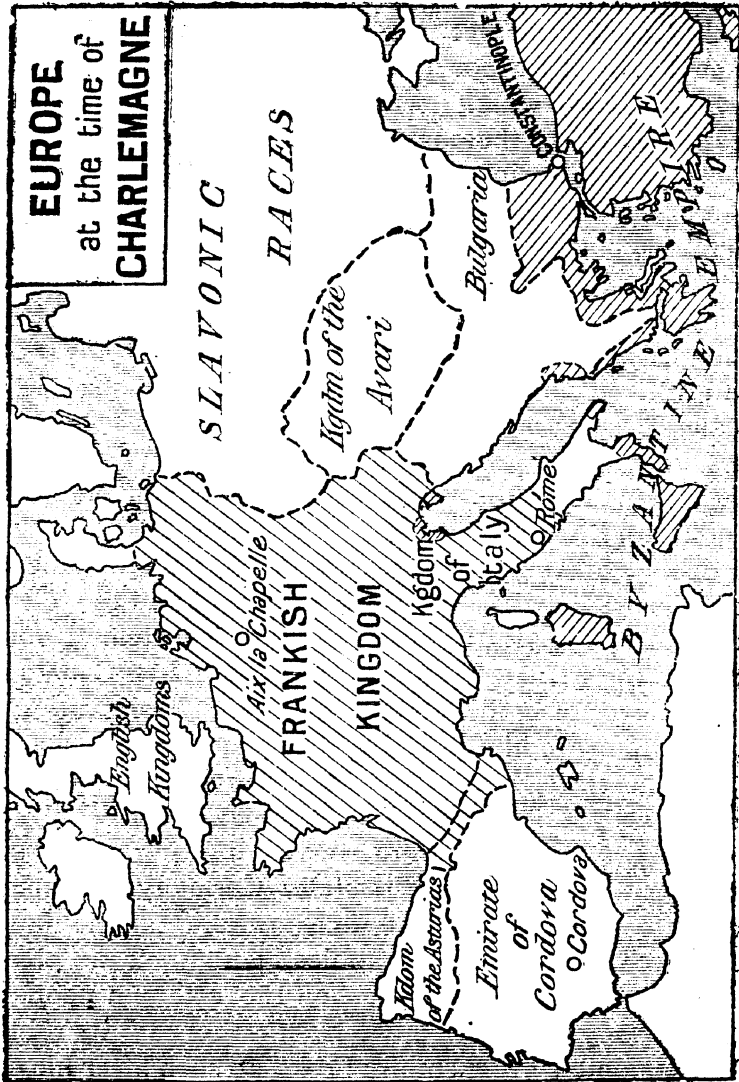 EUROPE
at the time of
CHARLEMAGNE
SLAVONIC
RACES
English
Kingdoms
Aix la Chapelle
FRANKISH
KINGDOM
Kgdm of the
Avari
Bulgaria
CONSTANTINOPLE
Kgdom
of
Italy
Rome
Kdom
of the Asturias
Emirate
of
Cordova
Cordova
BYZANTINE EMPIRE